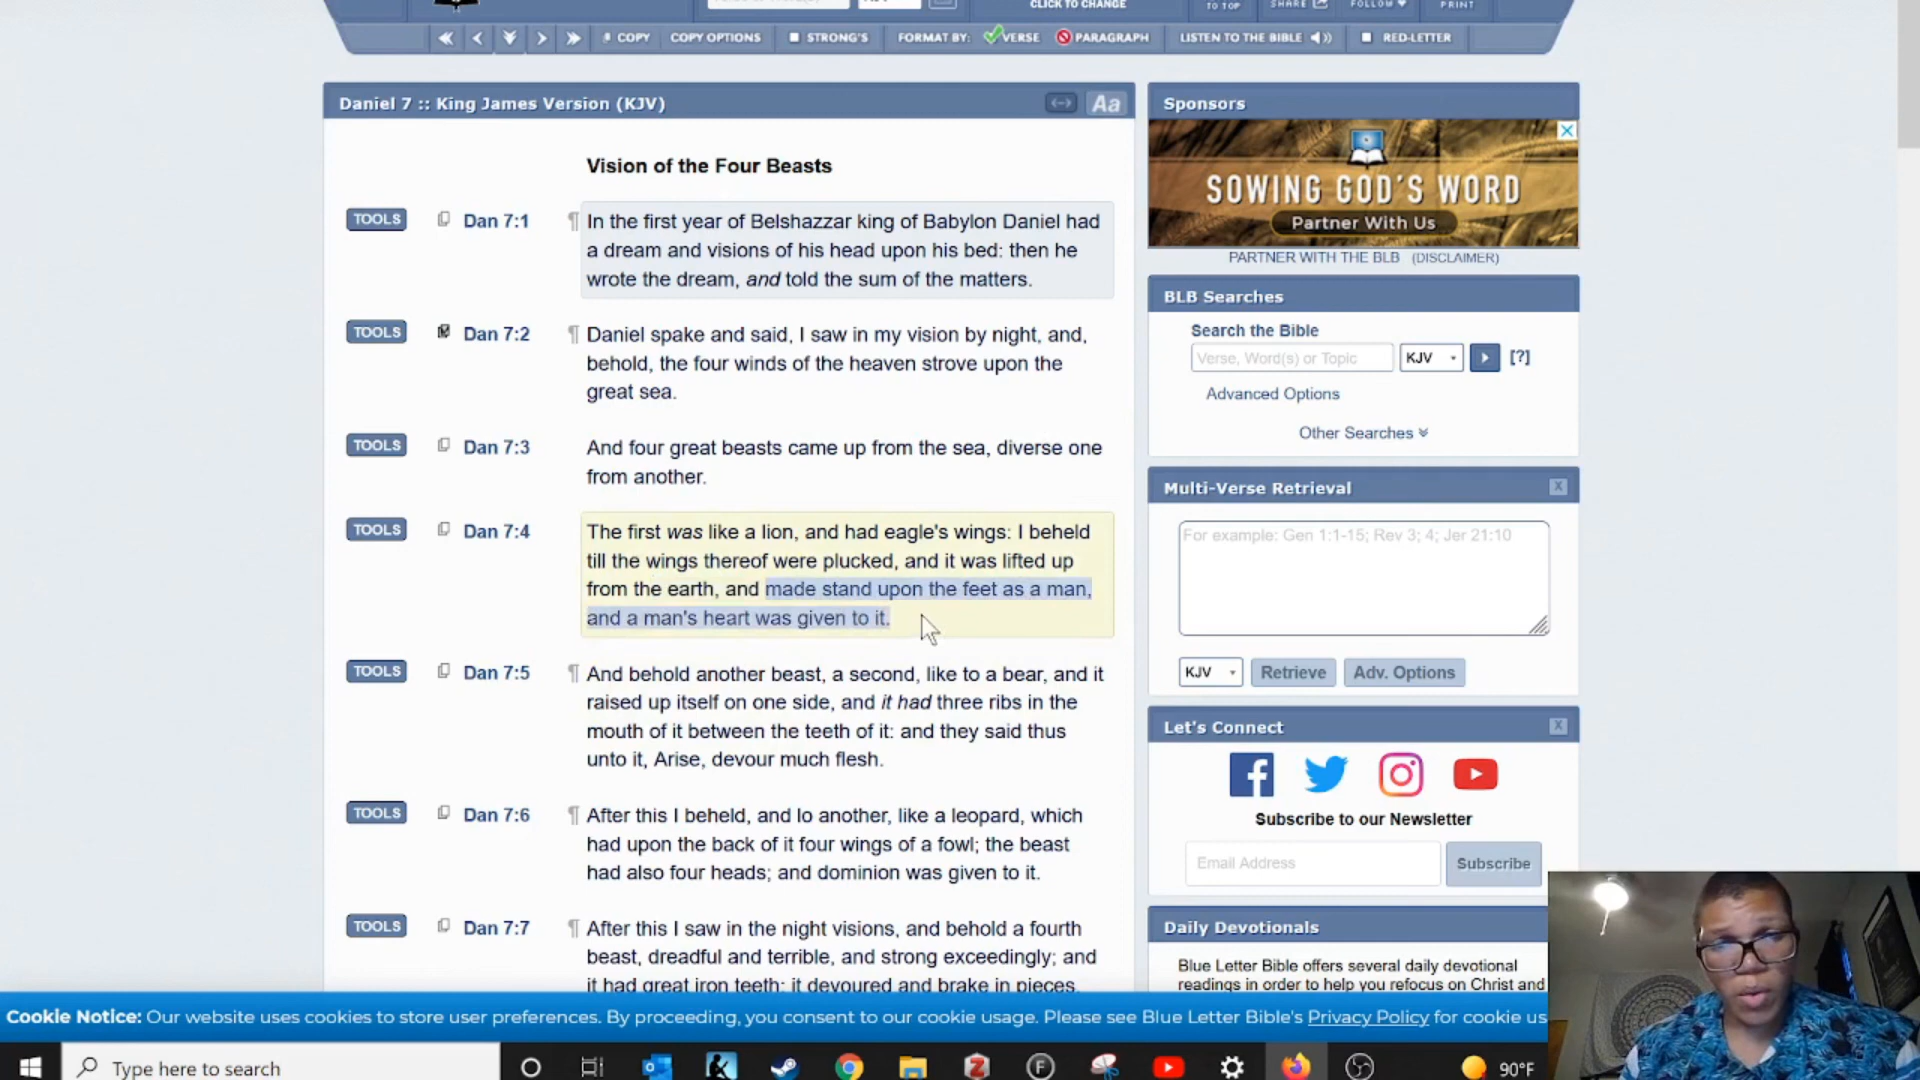 CLICK TO CHANGE
TO TOP
SHARE
FOLLOW
PRINT
COPY
COPY OPTIONS
STRONG'S
FORMAT BY:
VERSE
PARAGRAPH
LISTEN TO THE BIBLE
RED-LETTER
Daniel 7 :: King James Version (KJV)
Aa
Vision of the Four Beasts
TOOLS
Dan 7:1
¶ In the first year of Belshazzar king of Babylon Daniel had
a dream and visions of his head upon his bed: then he
wrote the dream, and told the sum of the matters.
TOOLS
Dan 7:2
¶ Daniel spake and said, I saw in my vision by night, and,
behold, the four winds of the heaven strove upon the
great sea.
TOOLS
Dan 7:3
And four great beasts came up from the sea, diverse one
from another.
TOOLS
Dan 7:4
The first was like a lion, and had eagle's wings: I beheld
till the wings thereof were plucked, and it was lifted up
from the earth, and made stand upon the feet as a man,
and a man's heart was given to it.
TOOLS
Dan 7:5
¶ And behold another beast, a second, like to a bear, and it
raised up itself on one side, and it had three ribs in the
mouth of it between the teeth of it: and they said thus
unto it, Arise, devour much flesh.
TOOLS
Dan 7:6
¶ After this I beheld, and lo another, like a leopard, which
had upon the back of it four wings of a fowl; the beast
had also four heads; and dominion was given to it.
TOOLS
Dan 7:7
¶ After this I saw in the night visions, and behold a fourth
beast, dreadful and terrible, and strong exceedingly; and
it had great iron teeth: it devoured and brake in pieces,
Sponsors
SOWING GOD'S WORD
Partner With Us
PARTNER WITH THE BLB (DISCLAIMER)
BLB Searches
Search the Bible
Verse, Word(s) or Topic
KJV
[?]
Advanced Options
Other Searches
Multi-Verse Retrieval
X
For example: Gen 1:1-15; Rev 3; 4; Jer 21:10
KJV
Retrieve
Adv. Options
Let's Connect
X
Subscribe to our Newsletter
Email Address
Subscribe
Daily Devotionals
Blue Letter Bible offers several daily devotional
readings in order to help you refocus on Christ and
Cookie Notice: Our website uses cookies to store user preferences. By proceeding, you consent to our cookie usage. Please see Blue Letter Bible's Privacy Policy for cookie us
Type here to search
90°F